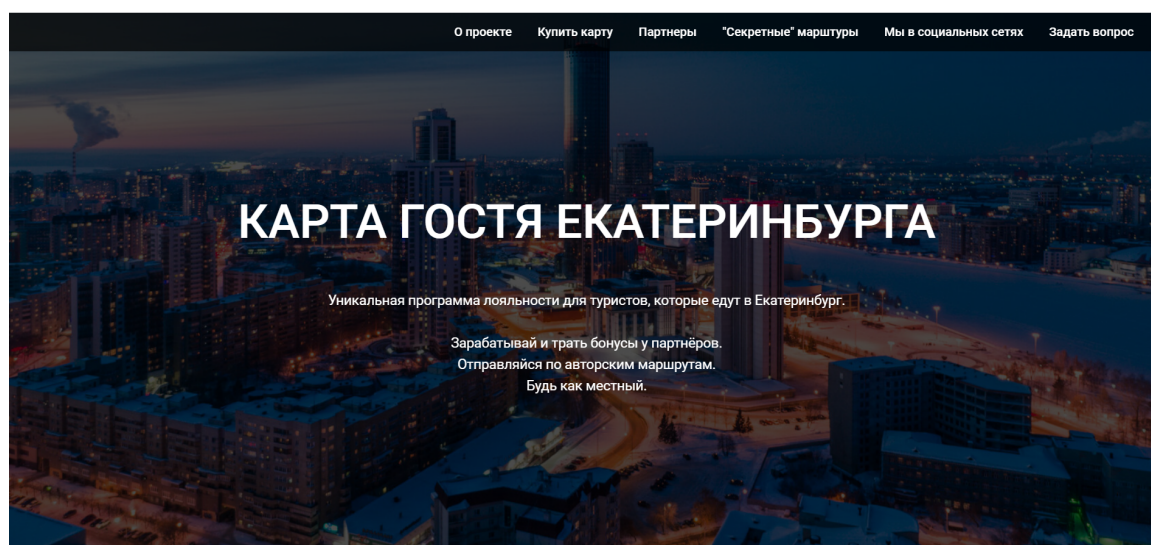 О проекте Купить карту Партнеры "Секретные" марштуры Мы в социальных сетях Задать вопрос
КАРТА ГОСТЯ ЕКАТЕРИНБУРГА
Уникальная программа лояльности для туристов, которые едут в Екатеринбург.
Зарабатывай и трать бонусы у партнёров.
Отправляйся по авторским маршрутам.
Будь как местный.